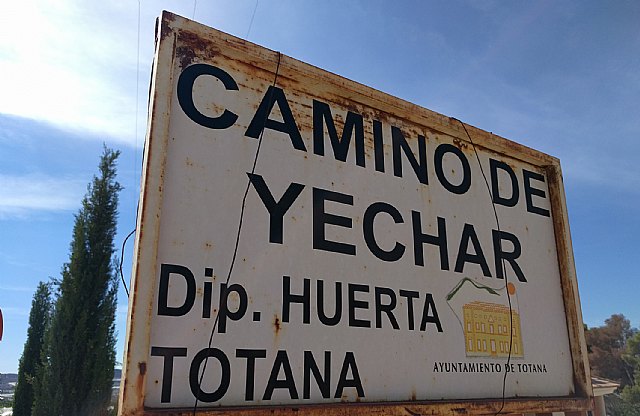 CAMINO DE
YECHAR
Dip. HUERTA
TOTANA
AYUNTAMIENTO DE TOTANA